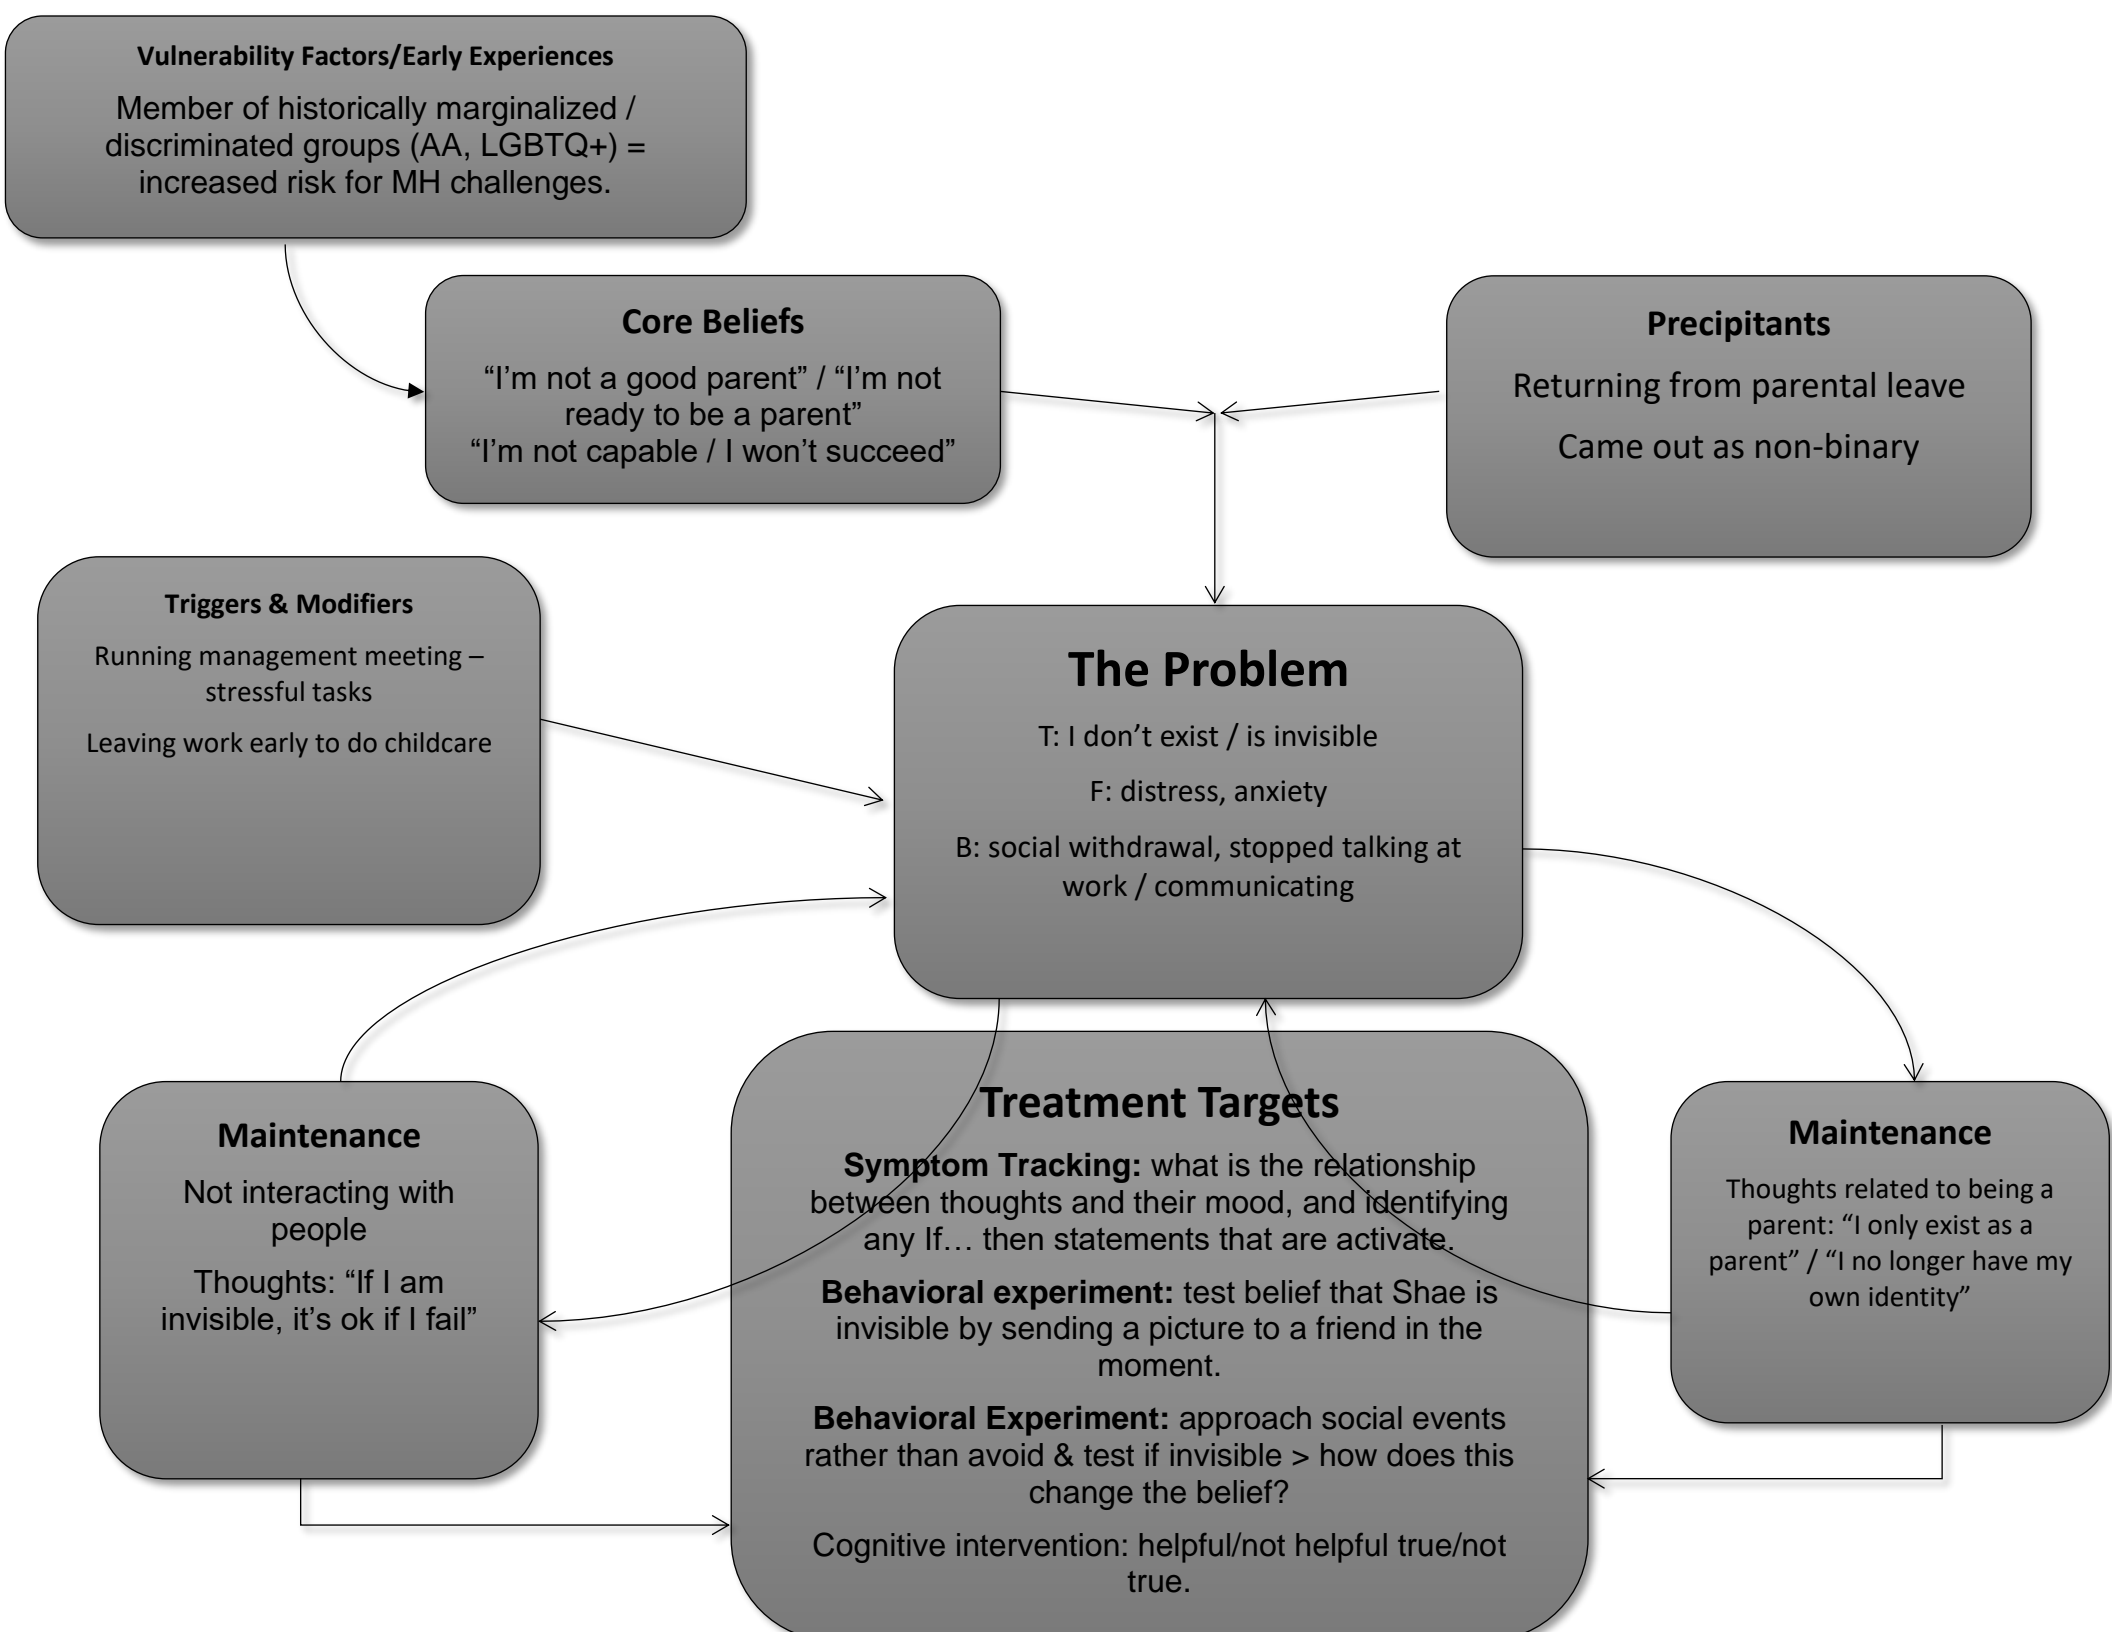 Vulnerability Factors/Early Experiences
Member of historically marginalized /
discriminated groups (AA, LGBTQ+) =
increased risk for MH challenges.
Core Beliefs
“I’m not a good parent” / “I’m not
ready to be a parent”
“I’m not capable / I won’t succeed”
Precipitants
Returning from parental leave
Came out as non-binary
Triggers & Modifiers
Running management meeting –
stressful tasks
Leaving work early to do childcare
The Problem
T: I don’t exist / is invisible
F: distress, anxiety
B: social withdrawal, stopped talking at
work / communicating
Maintenance
Not interacting with
people
Thoughts: “If I am
invisible, it’s ok if I fail”
Treatment Targets
Symptom Tracking: what is the relationship
between thoughts and their mood, and identifying
any If… then statements that are activate.
Behavioral experiment: test belief that Shae is
invisible by sending a picture to a friend in the
moment.
Behavioral Experiment: approach social events
rather than avoid & test if invisible > how does this
change the belief?
Cognitive intervention: helpful/not helpful true/not
true.
Maintenance
Thoughts related to being a
parent: “I only exist as a
parent” / “I no longer have my
own identity”